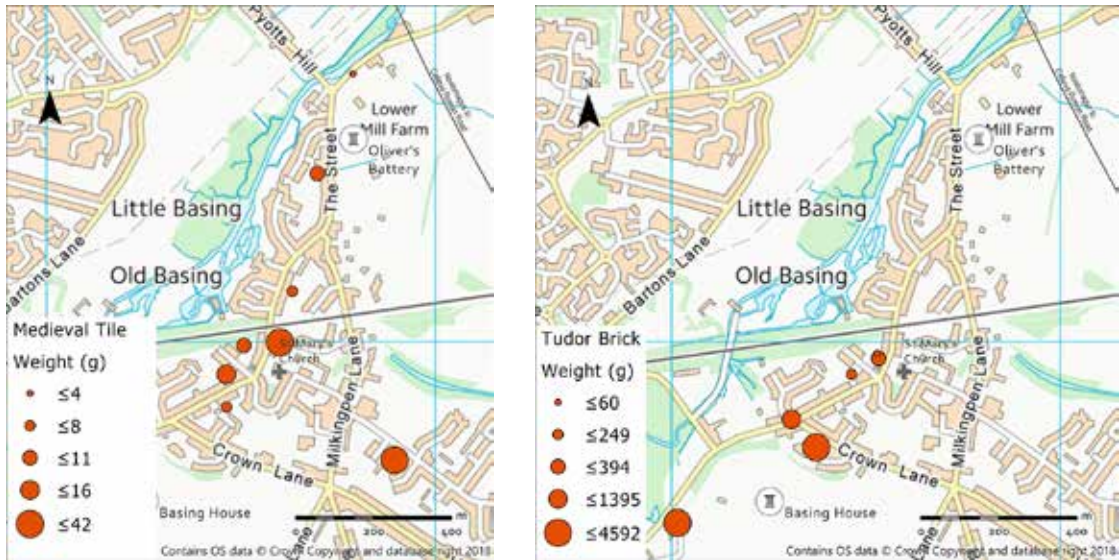 Pyotts Hill
N
Lower
Mill Farm
Oliver's
Battery
The Street
Little Basing
Bartons Lane
Old Basing
St Mary's
Church
Milkingpen Lane
Crown Lane
Lane
Basing House
Medieval Tile
Weight (g)
≤4
≤8
≤11
≤16
≤42
200 400 m
Contains OS data © Crown Copyright and database right 2018
Pyotts Hill
N
Lower
Mill Farm
Oliver's
Battery
The Street
Little Basing
Bartons Lane
Old Basing
St Mary's
Church
Milkingpen Lane
Crown Lane
Lane
Basing House
Tudor Brick
Weight (g)
≤60
≤249
≤394
≤1395
≤4592
200 400 m
Contains OS data © Crown Copyright and database right 2018